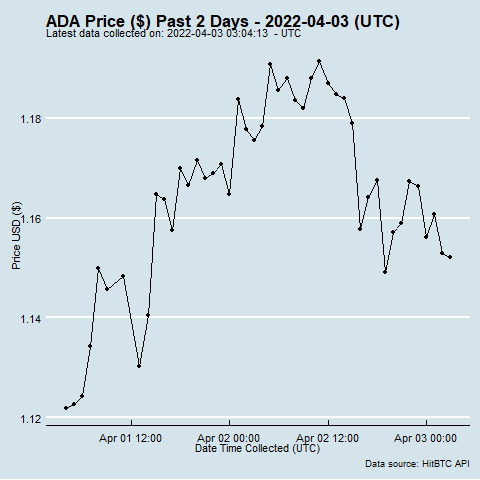 ADA Price ($) Past 2 Days - 2022-04-03 (UTC)
Latest data collected on: 2022-04-03 03:04:13 - UTC
Price USD ($)
1.18
1.16
1.14
1.12
Apr 01 12:00 Apr 02 00:00 Apr 02 12:00 Apr 03 00:00
Date Time Collected (UTC)
Data source: HitBTC API